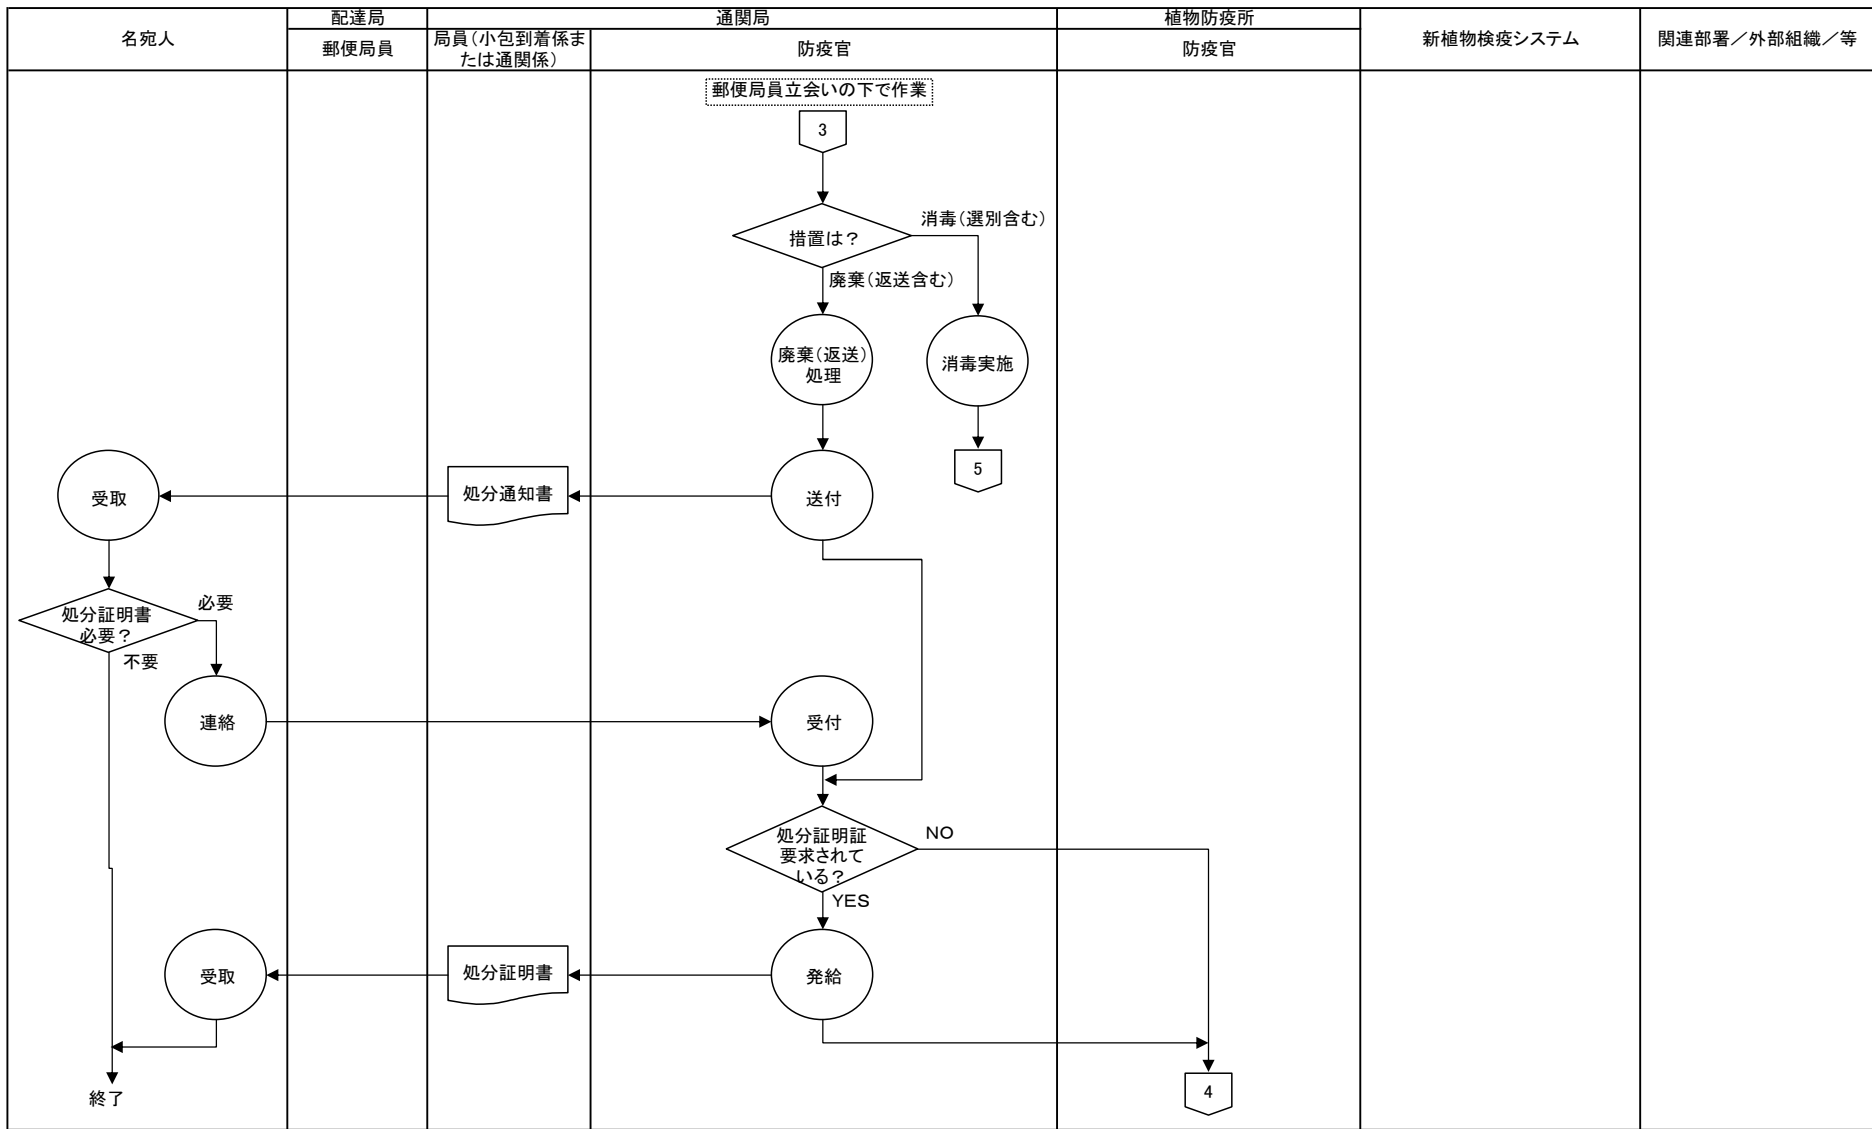 名宛人
配達局
郵便局員
通関局
局員（小包到着係ま
たは通関係）
防疫官
植物防疫所
防疫官
新植物検疫システム
関連部署／外部組織／等
郵便局員立会いの下で作業
3
措置は？
消毒（選別含む）
廃棄（返送含む）
廃棄（返送）
処理
消毒実施
5
受取
処分通知書
送付
処分証明書
必要？
必要
不要
連絡
受付
処分証明証
要求されて
いる？
NO
YES
受取
処分証明書
発給
終了
4